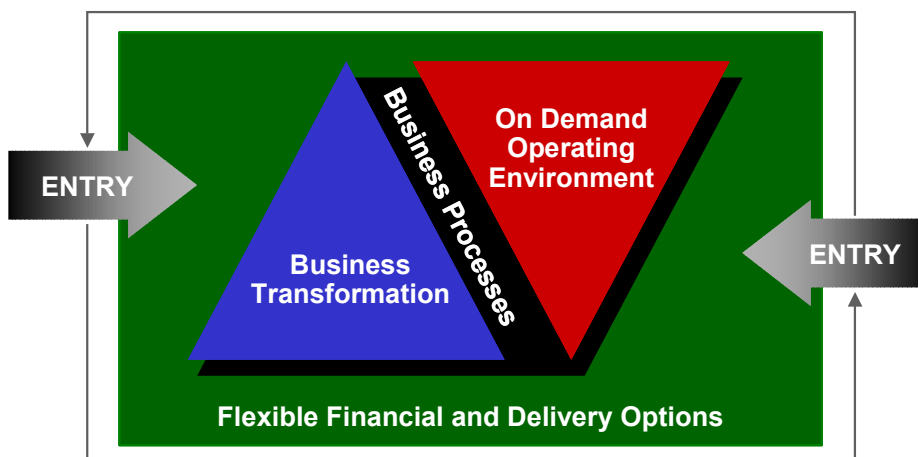 ENTRY
Business Processes
On Demand
Operating
Environment
Business
Transformation
ENTRY
Flexible Financial and Delivery Options